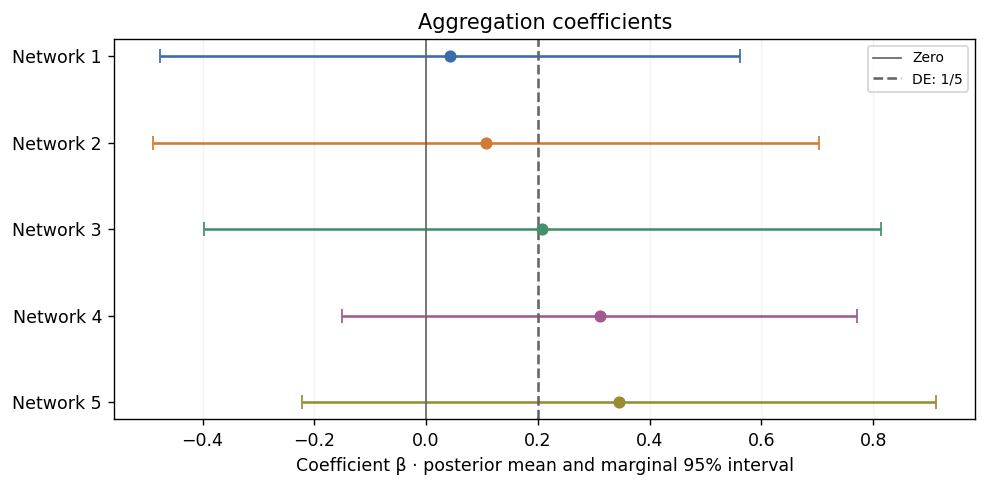 Aggregation coefficients
Network 1
Network 2
Network 3
Network 4
Network 5
Zero
DE: 1/5
−0.4 −0.2 0.0 0.2 0.4 0.6 0.8
Coefficient β · posterior mean and marginal 95% interval